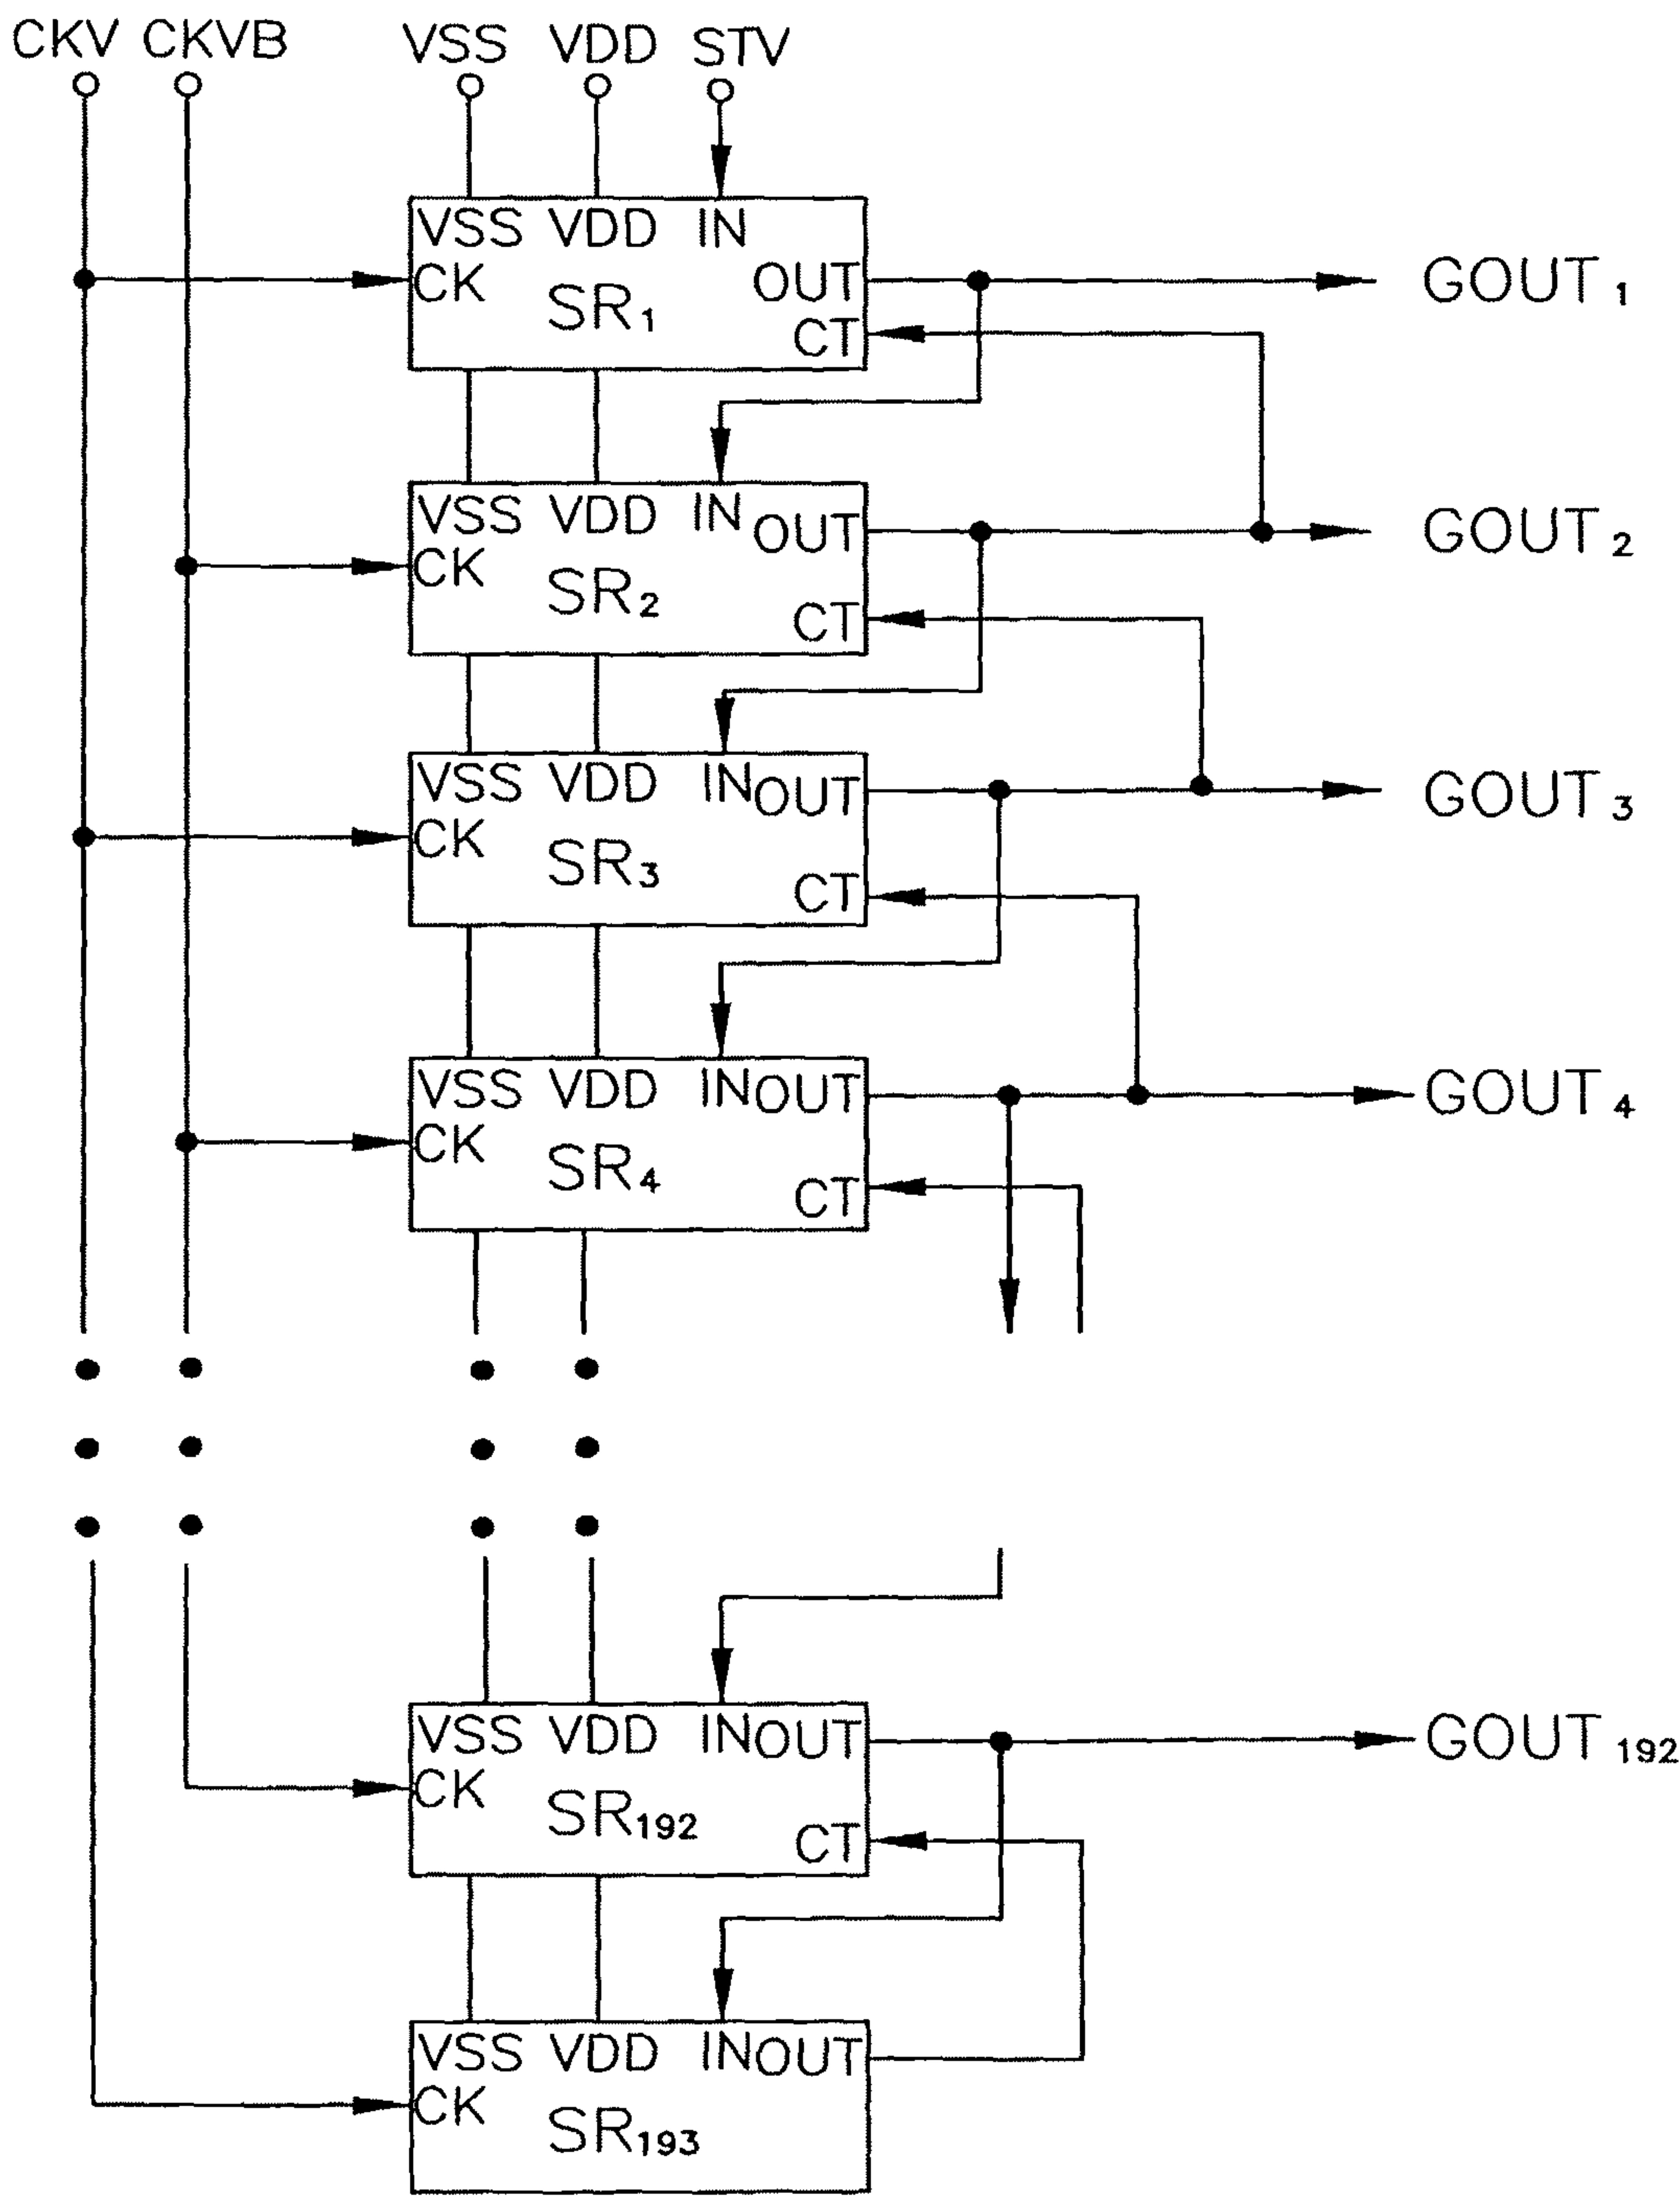 CKV CKVB VSS VDD STV
VSS VDD IN
CK OUT GOUT1
SR1
CT
VSS VDD IN
OUT GOUT2
CK
SR2
CT
VSS VDD IN
OUT GOUT3
CK
SR3
CT
VSS VDD IN
OUT GOUT4
CK
SR4
CT
VSS VDD IN
OUT GOUT192
CK
SR192
CT
VSS VDD IN
OUT
CK
SR193